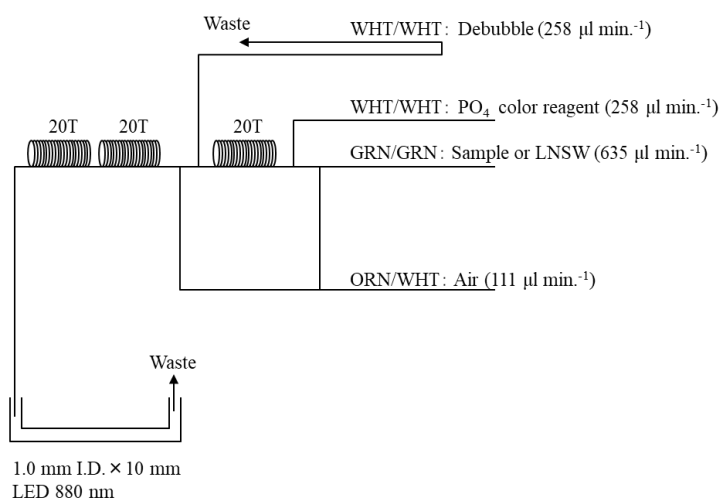 Waste
WHT/WHT: Debubble (258 μl min.⁻¹)
WHT/WHT: PO₄ color reagent (258 μl min.⁻¹)
20T 20T 20T
GRN/GRN: Sample or LNSW (635 μl min.⁻¹)
ORN/WHT: Air (111 μl min.⁻¹)
Waste
1.0 mm I.D. × 10 mm
LED 880 nm